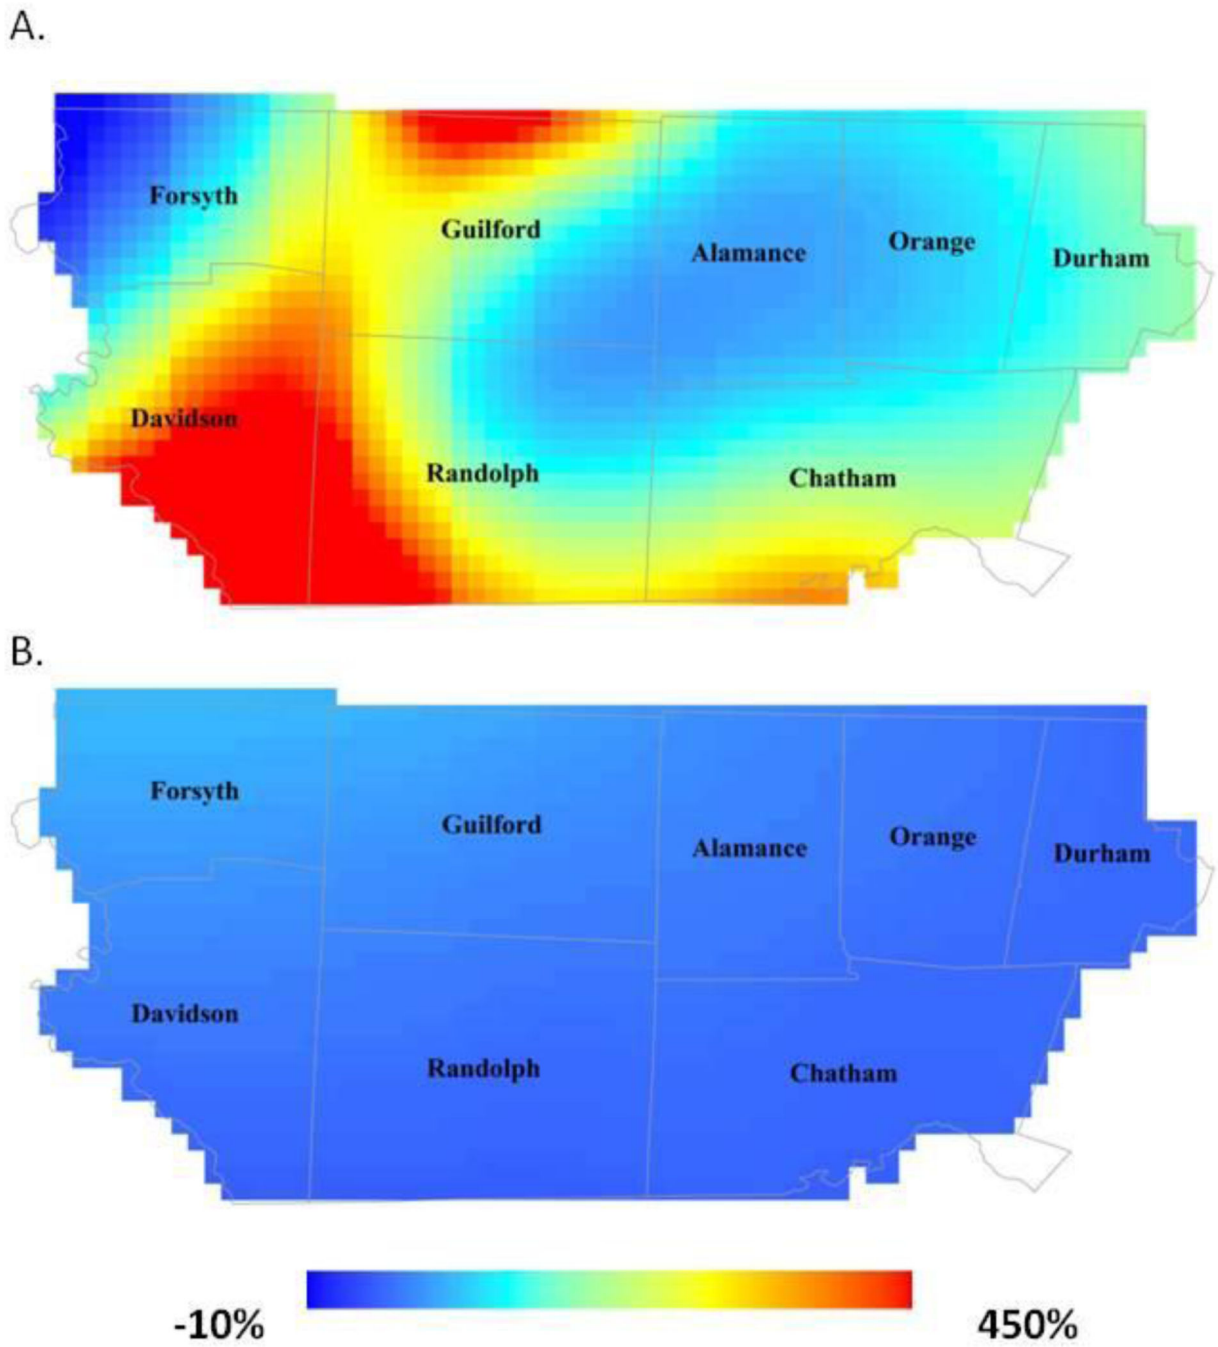 A.
Forsyth
Guilford
Alamance
Orange
Durham
Davidson
Randolph
Chatham
B.
Forsyth
Guilford
Alamance
Orange
Durham
Davidson
Randolph
Chatham
-10%
450%